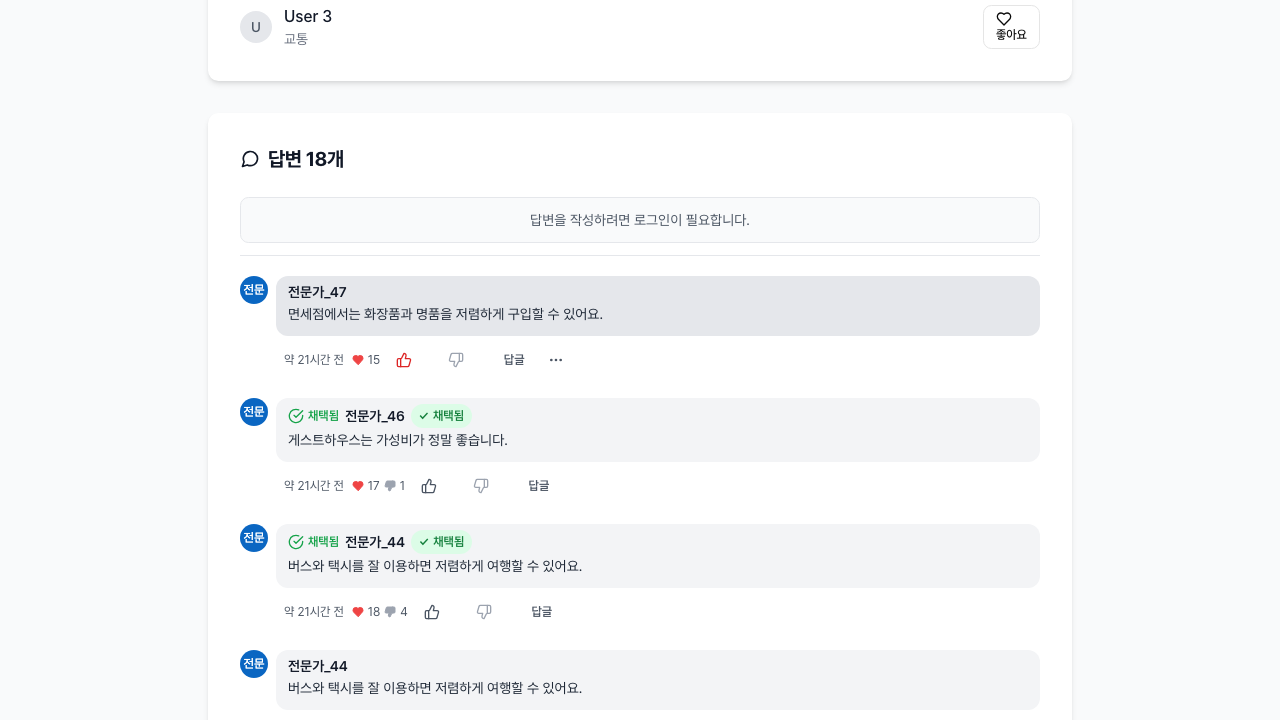 U
User 3
교통
좋아요
답변 18개
답변을 작성하려면 로그인이 필요합니다.
전문
전문가_47
면세점에서는 화장품과 명품을 저렴하게 구입할 수 있어요.
약 21시간 전 15 답글
전문
채택됨 전문가_46 채택됨
게스트하우스는 가성비가 정말 좋습니다.
약 21시간 전 17 1 답글
전문
채택됨 전문가_44 채택됨
버스와 택시를 잘 이용하면 저렴하게 여행할 수 있어요.
약 21시간 전 18 4 답글
전문
전문가_44
버스와 택시를 잘 이용하면 저렴하게 여행할 수 있어요.